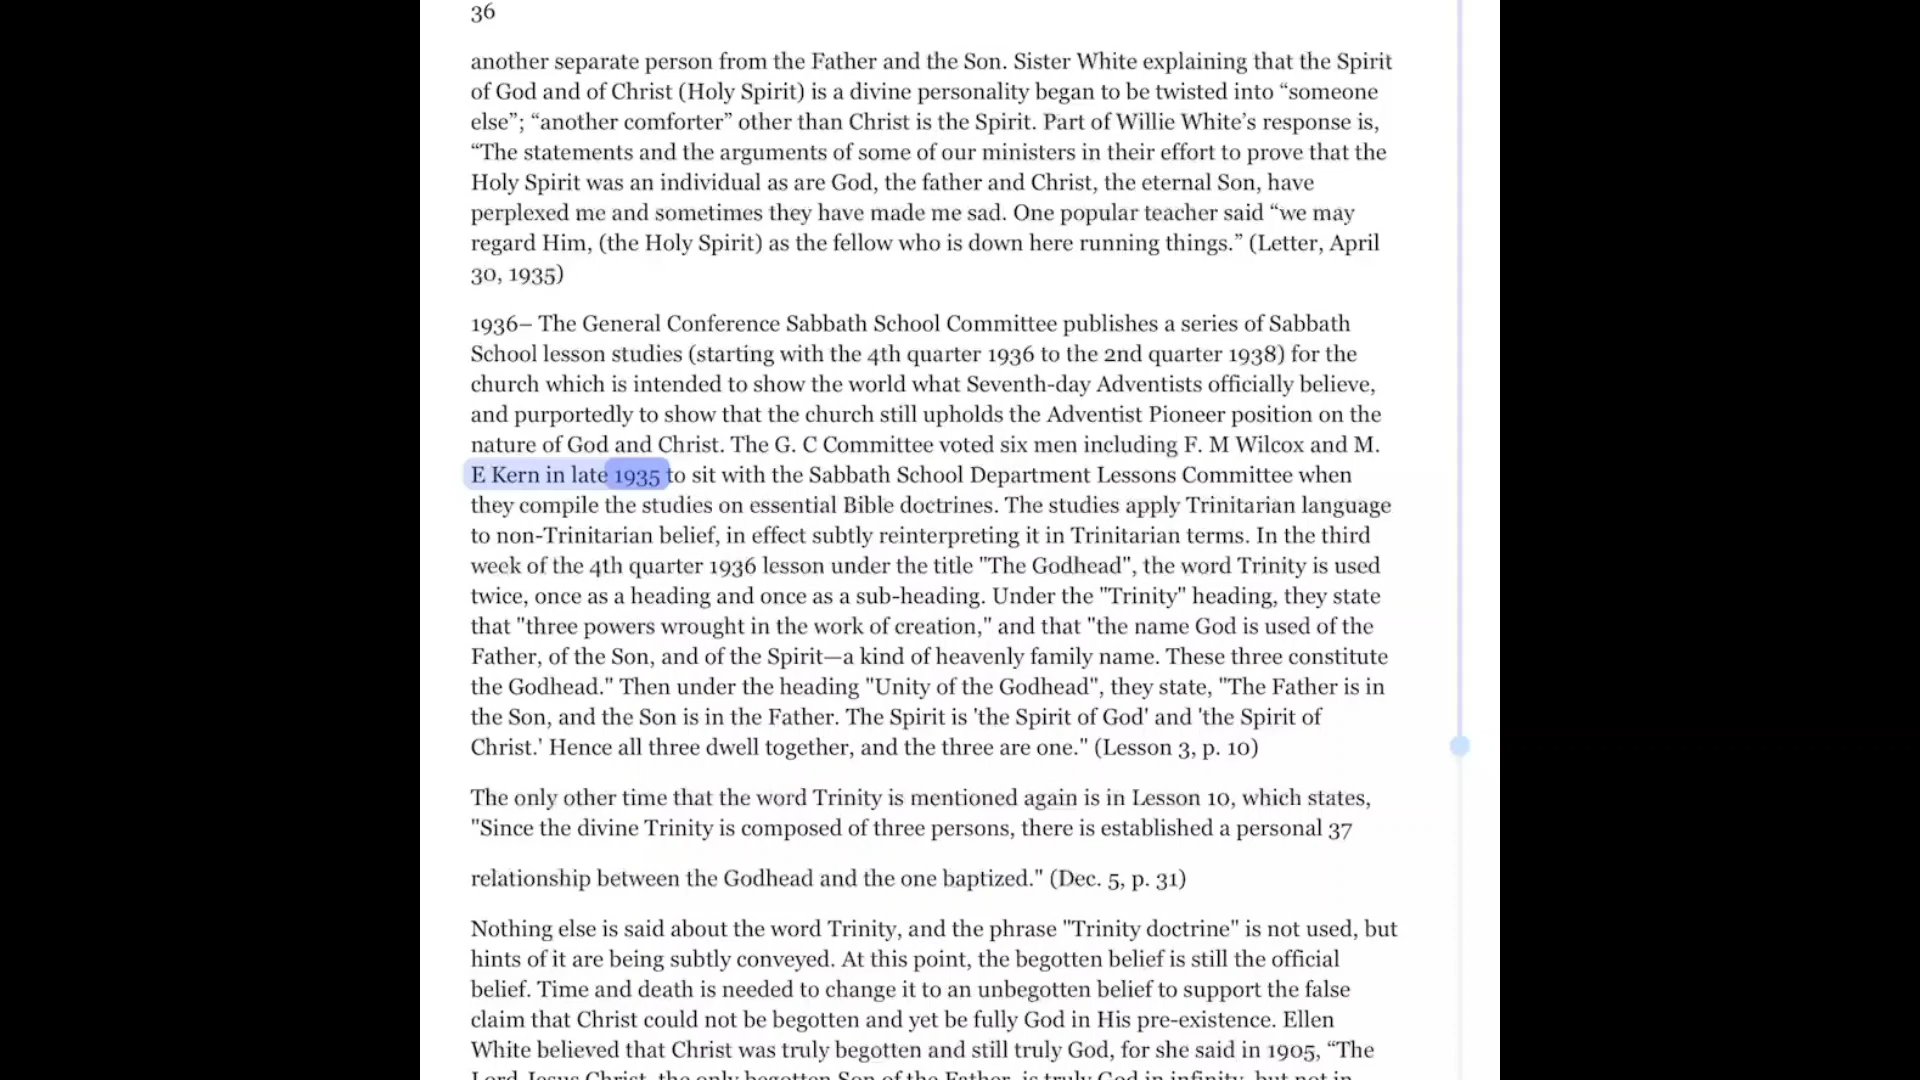 36
another separate person from the Father and the Son. Sister White explaining that the Spirit
of God and of Christ (Holy Spirit) is a divine personality began to be twisted into “someone
else”; “another comforter” other than Christ is the Spirit. Part of Willie White’s response is,
“The statements and the arguments of some of our ministers in their effort to prove that the
Holy Spirit was an individual as are God, the father and Christ, the eternal Son, have
perplexed me and sometimes they have made me sad. One popular teacher said “we may
regard Him, (the Holy Spirit) as the fellow who is down here running things.” (Letter, April
30, 1935)
1936– The General Conference Sabbath School Committee publishes a series of Sabbath
School lesson studies (starting with the 4th quarter 1936 to the 2nd quarter 1938) for the
church which is intended to show the world what Seventh-day Adventists officially believe,
and purportedly to show that the church still upholds the Adventist Pioneer position on the
nature of God and Christ. The G. C Committee voted six men including F. M Wilcox and M.
E Kern in late 1935 to sit with the Sabbath School Department Lessons Committee when
they compile the studies on essential Bible doctrines. The studies apply Trinitarian language
to non-Trinitarian belief, in effect subtly reinterpreting it in Trinitarian terms. In the third
week of the 4th quarter 1936 lesson under the title "The Godhead", the word Trinity is used
twice, once as a heading and once as a sub-heading. Under the "Trinity" heading, they state
that "three powers wrought in the work of creation," and that "the name God is used of the
Father, of the Son, and of the Spirit—a kind of heavenly family name. These three constitute
the Godhead." Then under the heading "Unity of the Godhead", they state, "The Father is in
the Son, and the Son is in the Father. The Spirit is 'the Spirit of God' and 'the Spirit of
Christ.' Hence all three dwell together, and the three are one." (Lesson 3, p. 10)
The only other time that the word Trinity is mentioned again is in Lesson 10, which states,
"Since the divine Trinity is composed of three persons, there is established a personal 37
relationship between the Godhead and the one baptized." (Dec. 5, p. 31)
Nothing else is said about the word Trinity, and the phrase "Trinity doctrine" is not used, but
hints of it are being subtly conveyed. At this point, the begotten belief is still the official
belief. Time and death is needed to change it to an unbegotten belief to support the false
claim that Christ could not be begotten and yet be fully God in His pre-existence. Ellen
White believed that Christ was truly begotten and still truly God, for she said in 1905, “The
Lord Jesus Christ, the only begotten Son of the Father, is truly God in infinity, but not in